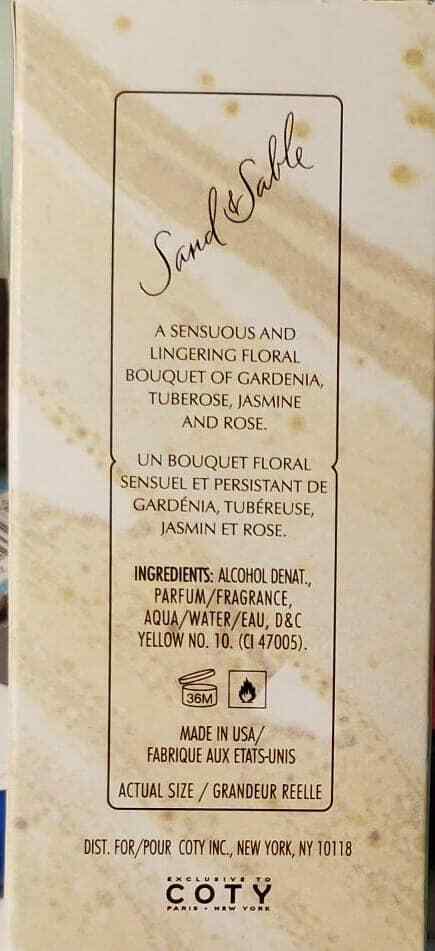 Sand & Sable
A SENSUOUS AND
LINGERING FLORAL
BOUQUET OF GARDENIA,
TUBEROSE, JASMINE
AND ROSE.
UN BOUQUET FLORAL
SENSUEL ET PERSISTANT DE
GARDÉNIA, TUBÉREUSE,
JASMIN ET ROSE.
INGREDIENTS: ALCOHOL DENAT.,
PARFUM/FRAGRANCE,
AQUA/WATER/EAU, D&C
YELLOW NO. 10. (CI 47005).
36M
MADE IN USA/
FABRIQUE AUX ETATS-UNIS
ACTUAL SIZE / GRANDEUR REELLE
DIST. FOR/POUR COTY INC., NEW YORK, NY 10118
EXCLUSIVE TO
COTY
PARIS • NEW YORK